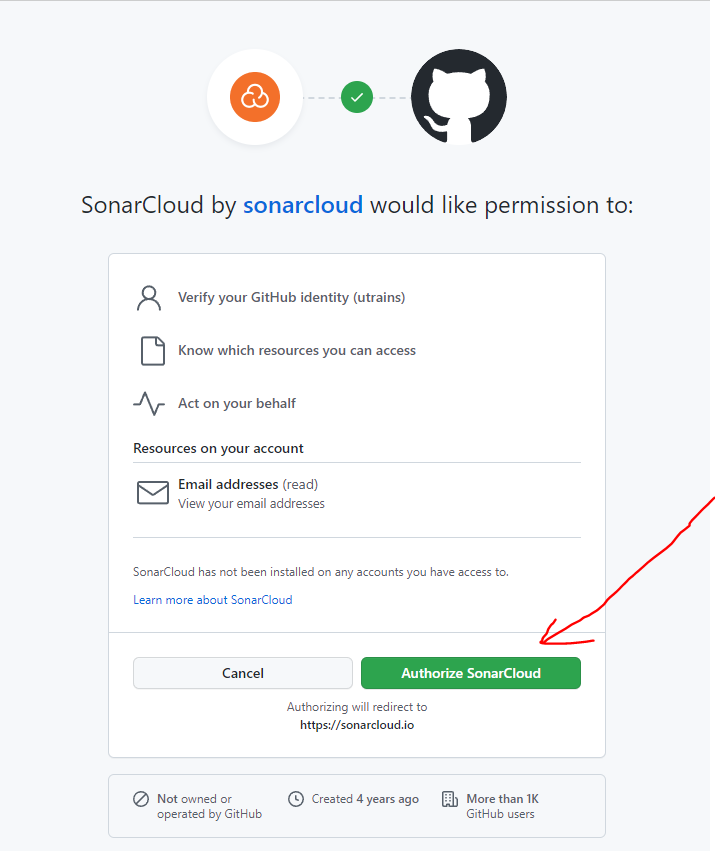 SonarCloud by sonarcloud would like permission to:
Verify your GitHub identity (utrains)
Know which resources you can access
Act on your behalf
Resources on your account
Email addresses (read)
View your email addresses
SonarCloud has not been installed on any accounts you have access to.
Learn more about SonarCloud
Cancel
Authorize SonarCloud
Authorizing will redirect to
https://sonarcloud.io
Not owned or
operated by GitHub
Created 4 years ago
More than 1K
GitHub users